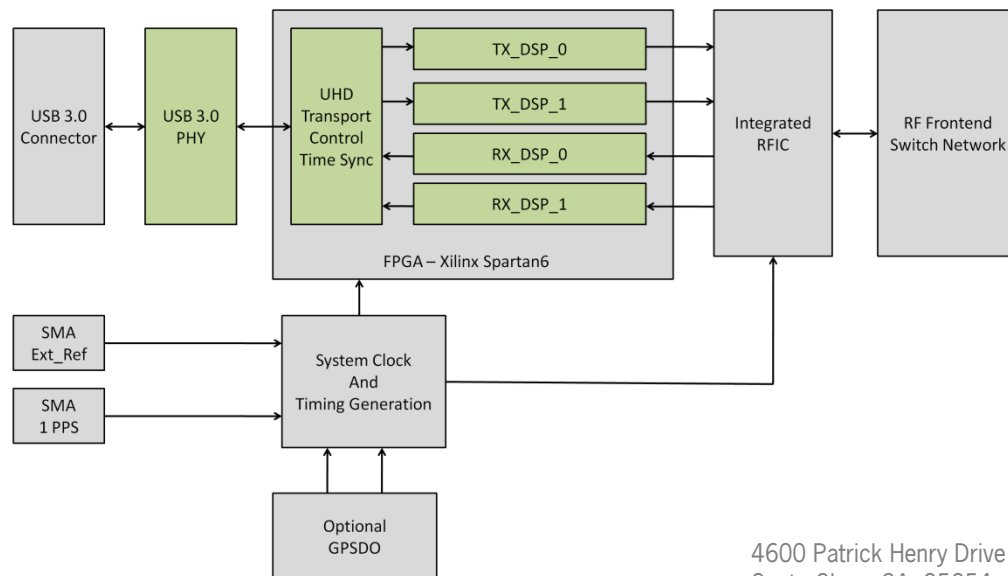 USB 3.0
Connector
USB 3.0
PHY
UHD
Transport
Control
Time Sync
TX_DSP_0
TX_DSP_1
RX_DSP_0
RX_DSP_1
FPGA – Xilinx Spartan6
Integrated
RFIC
RF Frontend
Switch Network
SMA
Ext_Ref
SMA
1 PPS
System Clock
And
Timing Generation
Optional
GPSDO
4600 Patrick Henry Drive